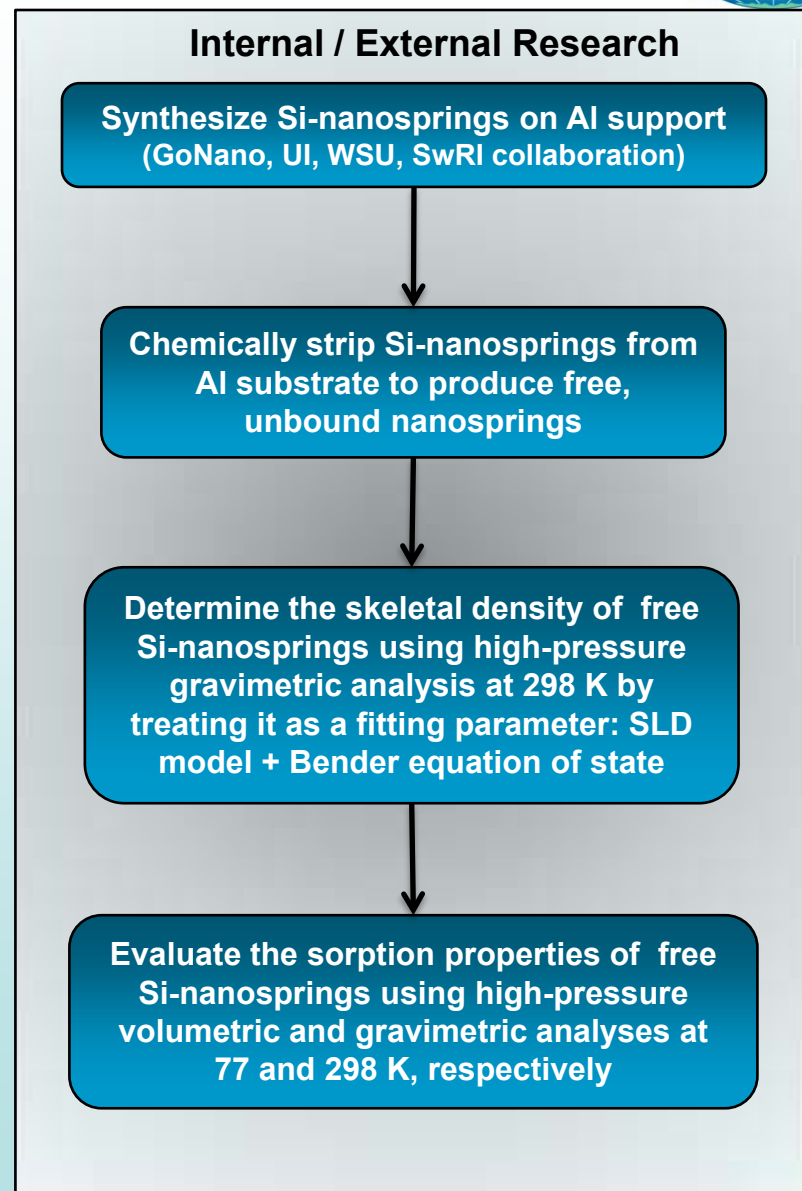 Internal / External Research
Synthesize Si-nanosprings on Al support
(GoNano, UI, WSU, SwRI collaboration)
Chemically strip Si-nanosprings from
Al substrate to produce free,
unbound nanosprings
Determine the skeletal density of  free
Si-nanosprings using high-pressure
gravimetric analysis at 298 K by
treating it as a fitting parameter: SLD
model + Bender equation of state
Evaluate the sorption properties of  free
Si-nanosprings using high-pressure
volumetric and gravimetric analyses at
77 and 298 K, respectively